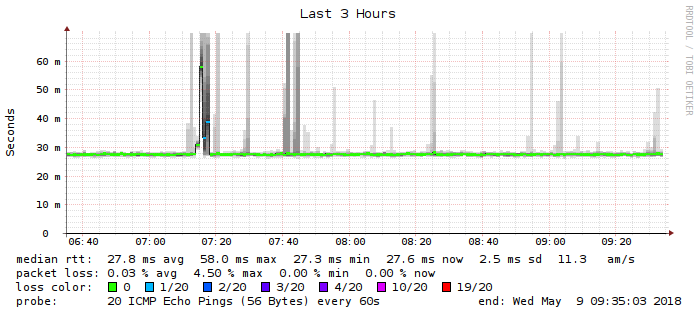 Last 3 Hours
RRDTOOL / TOBI OETIKER
Seconds
60 m
50 m
40 m
30 m
20 m
10 m
0
06:40 07:00 07:20 07:40 08:00 08:20 08:40 09:00 09:20
median rtt: 27.8 ms avg 58.0 ms max 27.3 ms min 27.6 ms now 2.5 ms sd 11.3 am/s
packet loss: 0.03 % avg 4.50 % max 0.00 % min 0.00 % now
loss color: 0 1/20 2/20 3/20 4/20 10/20 19/20
probe: 20 ICMP Echo Pings (56 Bytes) every 60s end: Wed May 9 09:35:03 2018